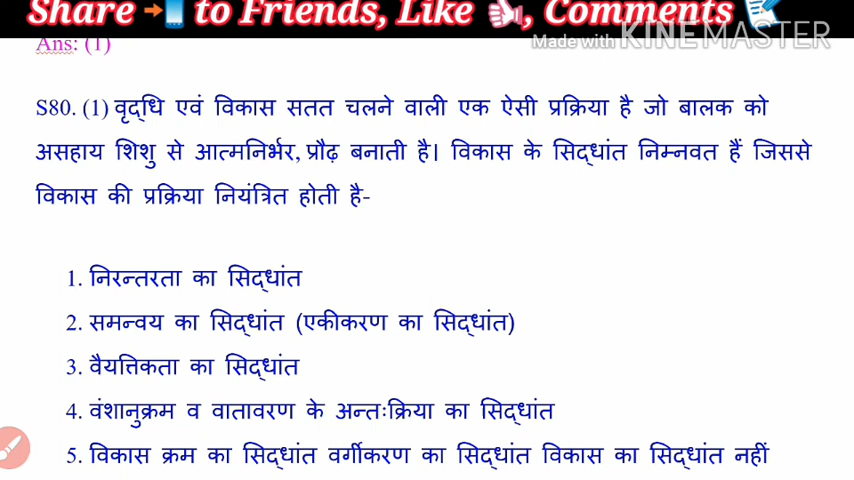 Share to Friends, Like, Comments
Made with KINEMASTER
Ans: (1)
S80. (1) वृद्धि एवं विकास सतत चलने वाली एक ऐसी प्रक्रिया है जो बालक को
असहाय शिशु से आत्मनिर्भर, प्रौढ़ बनाती है। विकास के सिद्धांत निम्नवत हैं जिससे
विकास की प्रक्रिया नियंत्रित होती है-
1. निरन्तरता का सिद्धांत
2. समन्वय का सिद्धांत (एकीकरण का सिद्धांत)
3. वैयत्तिकता का सिद्धांत
4. वंशानुक्रम व वातावरण के अन्तःक्रिया का सिद्धांत
5. विकास क्रम का सिद्धांत वर्गीकरण का सिद्धांत विकास का सिद्धांत नहीं